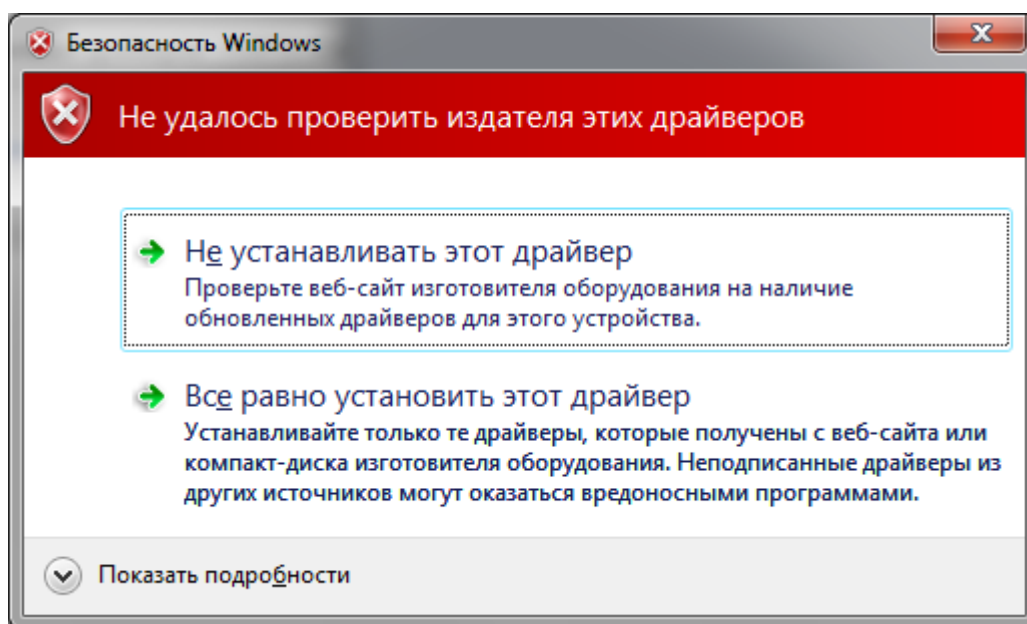 Безопасность Windows
Не удалось проверить издателя этих драйверов
Не устанавливать этот драйвер
Проверьте веб-сайт изготовителя оборудования на наличие
обновленных драйверов для этого устройства.
Все равно установить этот драйвер
Устанавливайте только те драйверы, которые получены с веб-сайта или
компакт-диска изготовителя оборудования. Неподписанные драйверы из
других источников могут оказаться вредоносными программами.
Показать подробности